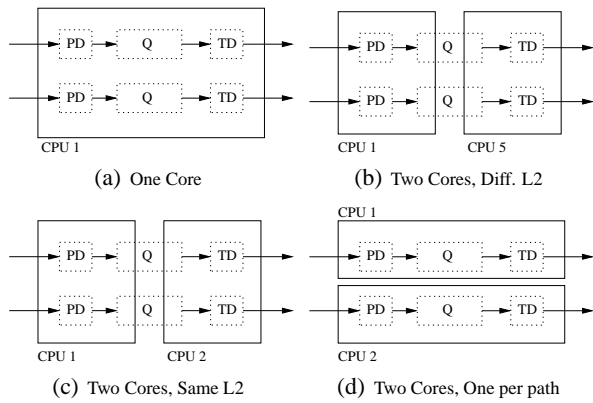 PD Q TD
PD Q TD
CPU 1
(a) One Core
PD Q TD
PD Q TD
CPU 1 CPU 5
(b) Two Cores, Diff. L2
PD Q TD
PD Q TD
CPU 1 CPU 2
(c) Two Cores, Same L2
CPU 1
PD Q TD
PD Q TD
CPU 2
(d) Two Cores, One per path